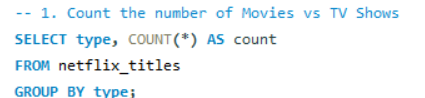 -- 1. Count the number of Movies vs TV Shows
SELECT type, COUNT(*) AS count
FROM netflix_titles
GROUP BY type;